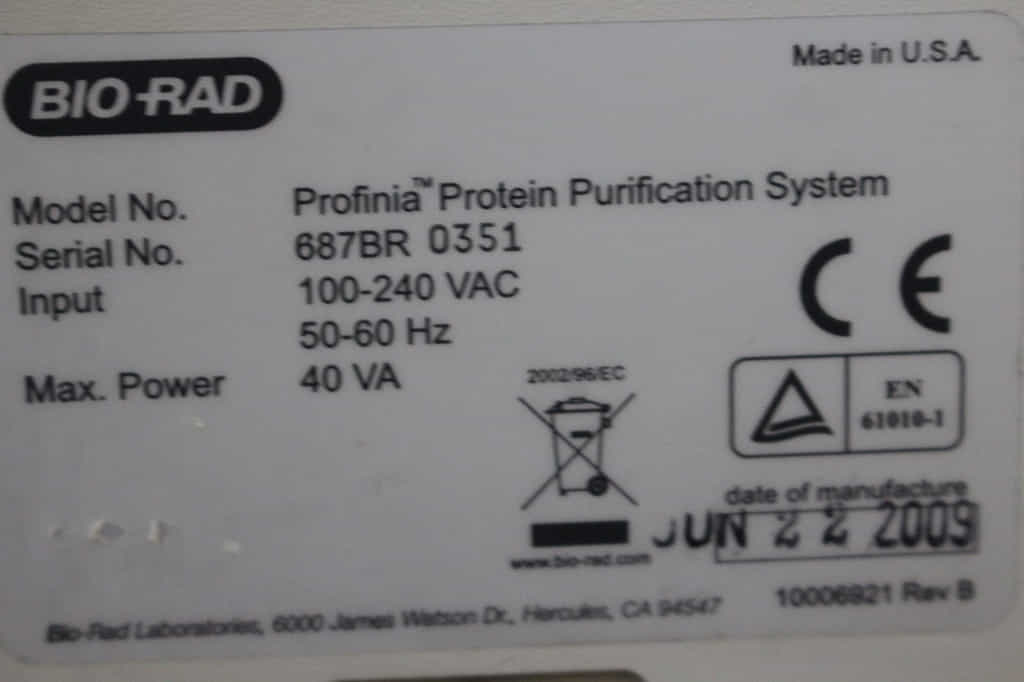 Made in U.S.A.
BIO-RAD
Model No. Profinia™ Protein Purification System
Serial No. 687BR 0351
Input 100-240 VAC
50-60 Hz
Max. Power 40 VA
2002/96/EC
CE
EN
61010-1
date of manufacture
JUN 22 2009
www.bio-rad.com
10006921 Rev B
Bio-Rad Laboratories, 6000 James Watson Dr., Hercules, CA 94547